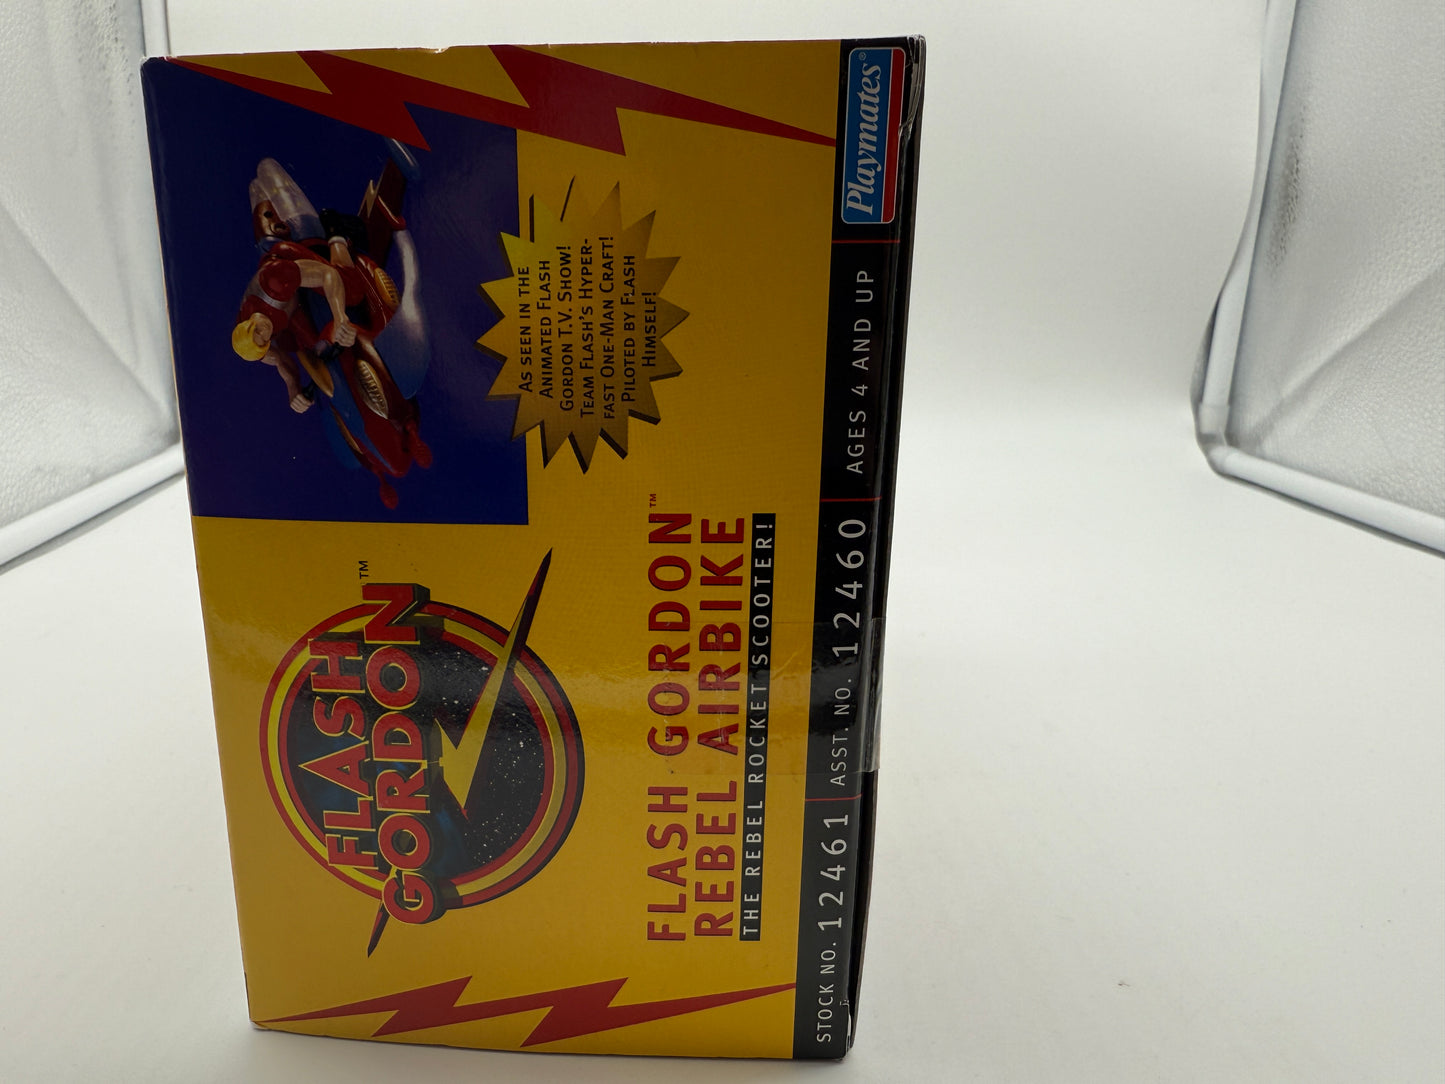 FLASH
GORDON™
AS SEEN IN THE
ANIMATED FLASH
GORDON T.V. SHOW!
TEAM FLASH'S HYPER-
FAST ONE-MAN CRAFT!
PILOTED BY FLASH
HIMSELF!
FLASH GORDON™
REBEL AIRBIKE
THE REBEL ROCKET SCOOTER!
STOCK NO. 12461 ASST. NO. 12460 AGES 4 AND UP Playmates®